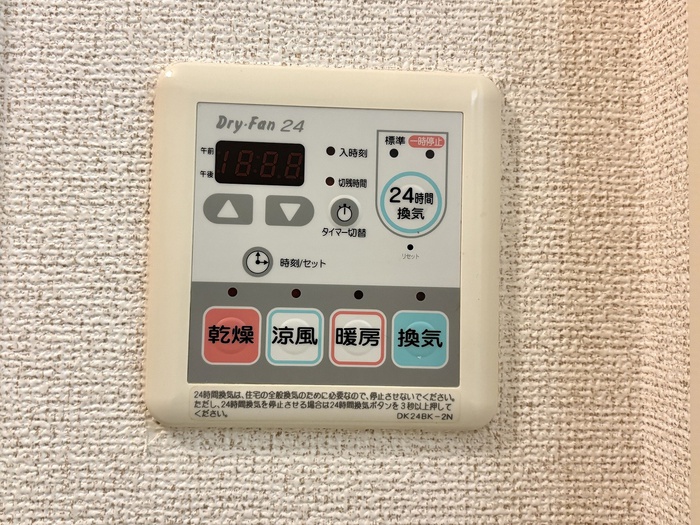 Dry·Fan 24
午前
午後
18:8.8
入時刻
切残時間
タイマー切替
時刻/セット
標準 一時停止
24時間
換気
リセット
乾燥 涼風 暖房 換気
24時間換気は、住宅の全般換気のために必要なので、停止させないでください。
ただし、24時間換気を停止させる場合は24時間換気ボタンを3秒以上押して
ください。
DK24BK-2N